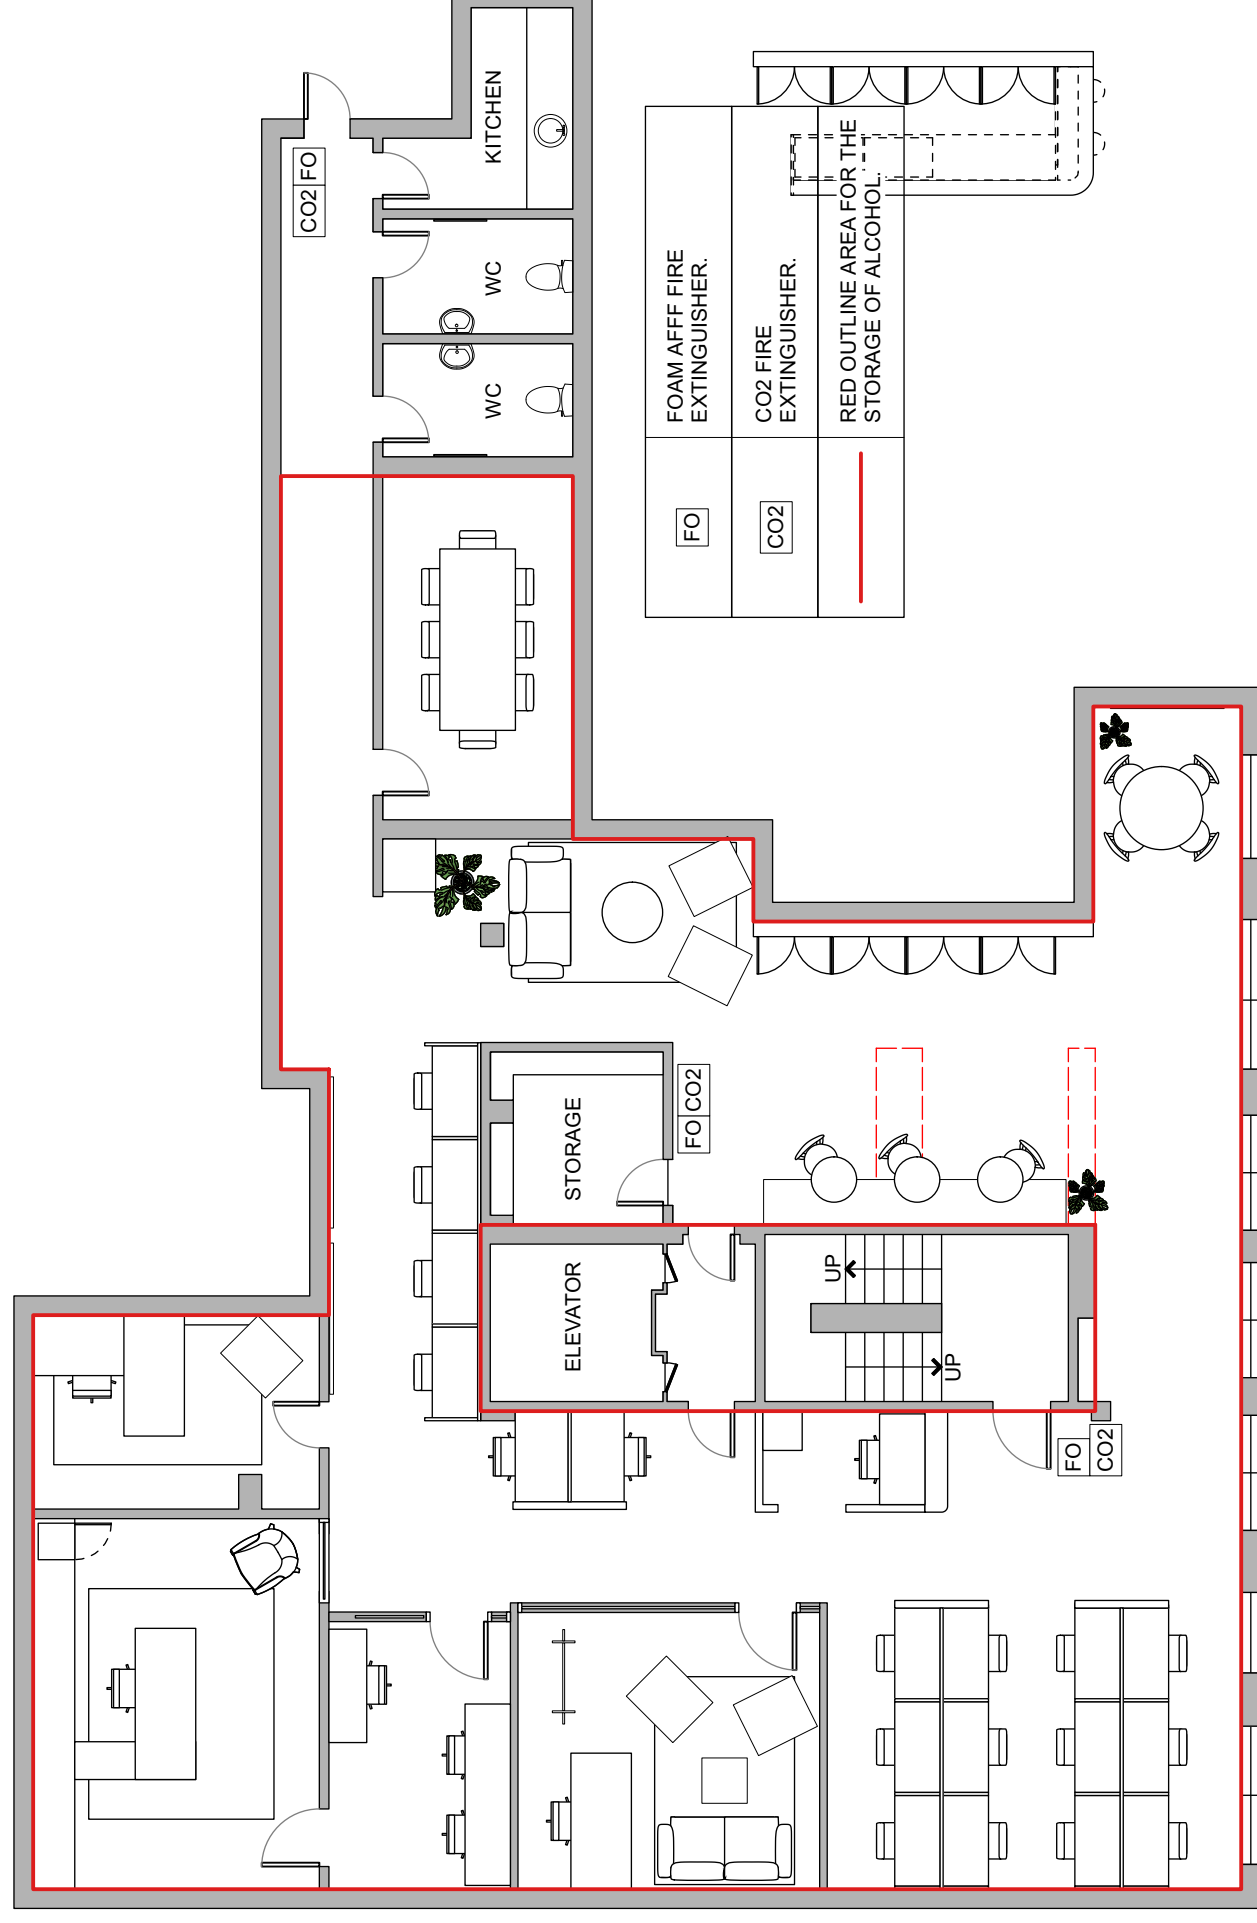 KITCHEN
CO2 FO
WC
WC
FOAM AFFF FIRE
EXTINGUISHER.
FO
CO2 FIRE
EXTINGUISHER.
CO2
RED OUTLINE AREA FOR THE
STORAGE OF ALCOHOL.
STORAGE
FO CO2
ELEVATOR
UP
UP
FO
CO2